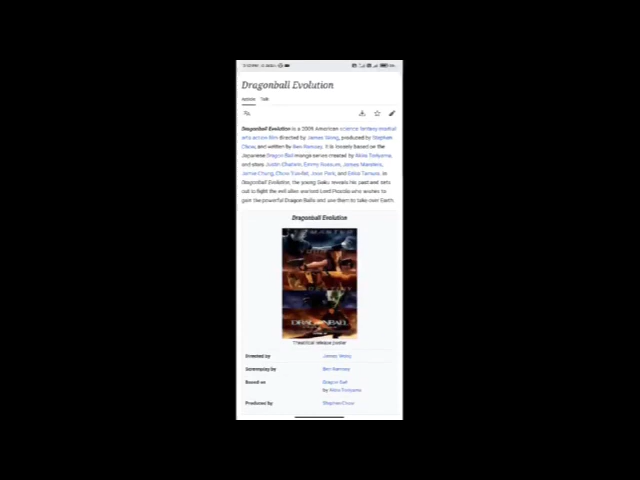 Dragonball Evolution
Article Talk
Dragonball Evolution is a 2009 American science fantasy martial
arts action film directed by James Wong, produced by Stephen
Chow, and written by Ben Ramsey. It is loosely based on the
Japanese Dragon Ball manga series created by Akira Toriyama,
and stars Justin Chatwin, Emmy Rossum, James Marsters,
Jamie Chung, Chow Yun-fat, Joon Park, and Eriko Tamura. In
Dragonball Evolution, the young Goku reveals his past and sets
out to fight the evil alien warlord Lord Piccolo who wishes to
gain the powerful Dragon Balls and use them to take over Earth.
Dragonball Evolution
DRAGONBALL
Theatrical release poster
Directed by James Wong
Screenplay by Ben Ramsey
Based on Dragon Ball
by Akira Toriyama
Produced by Stephen Chow